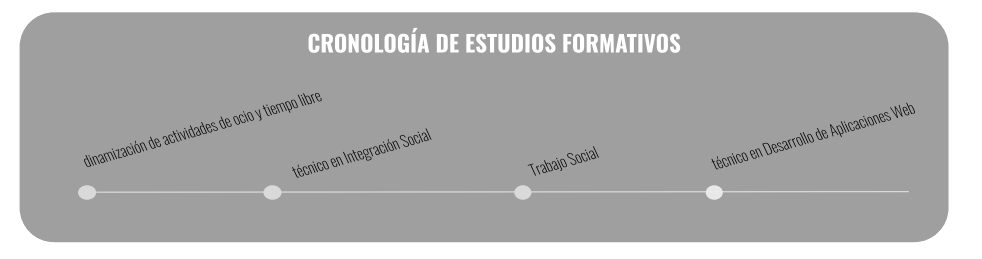 CRONOLOGÍA DE ESTUDIOS FORMATIVOS
dinamización de actividades de ocio y tiempo libre
técnico en Integración Social
Trabajo Social
técnico en Desarrollo de Aplicaciones Web